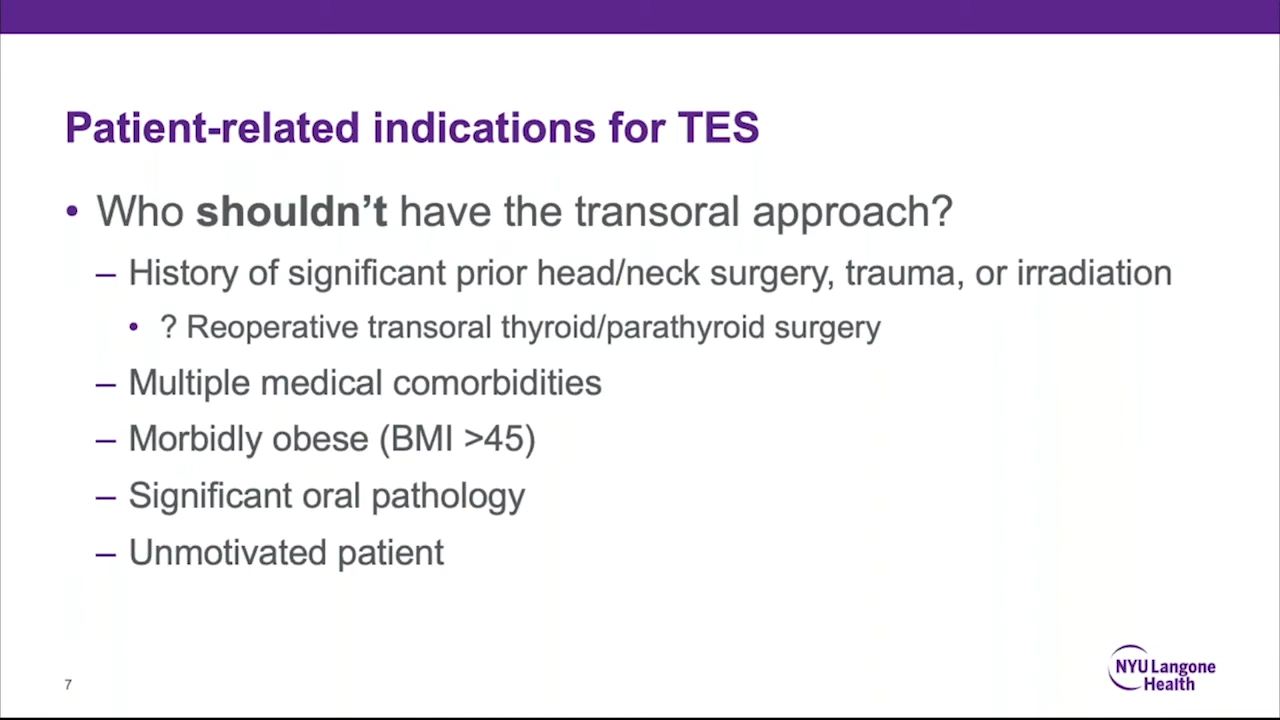 Patient-related indications for TES
• Who shouldn’t have the transoral approach?
– History of significant prior head/neck surgery, trauma, or irradiation
• ? Reoperative transoral thyroid/parathyroid surgery
– Multiple medical comorbidities
– Morbidly obese (BMI >45)
– Significant oral pathology
– Unmotivated patient
7
NYU Langone
Health